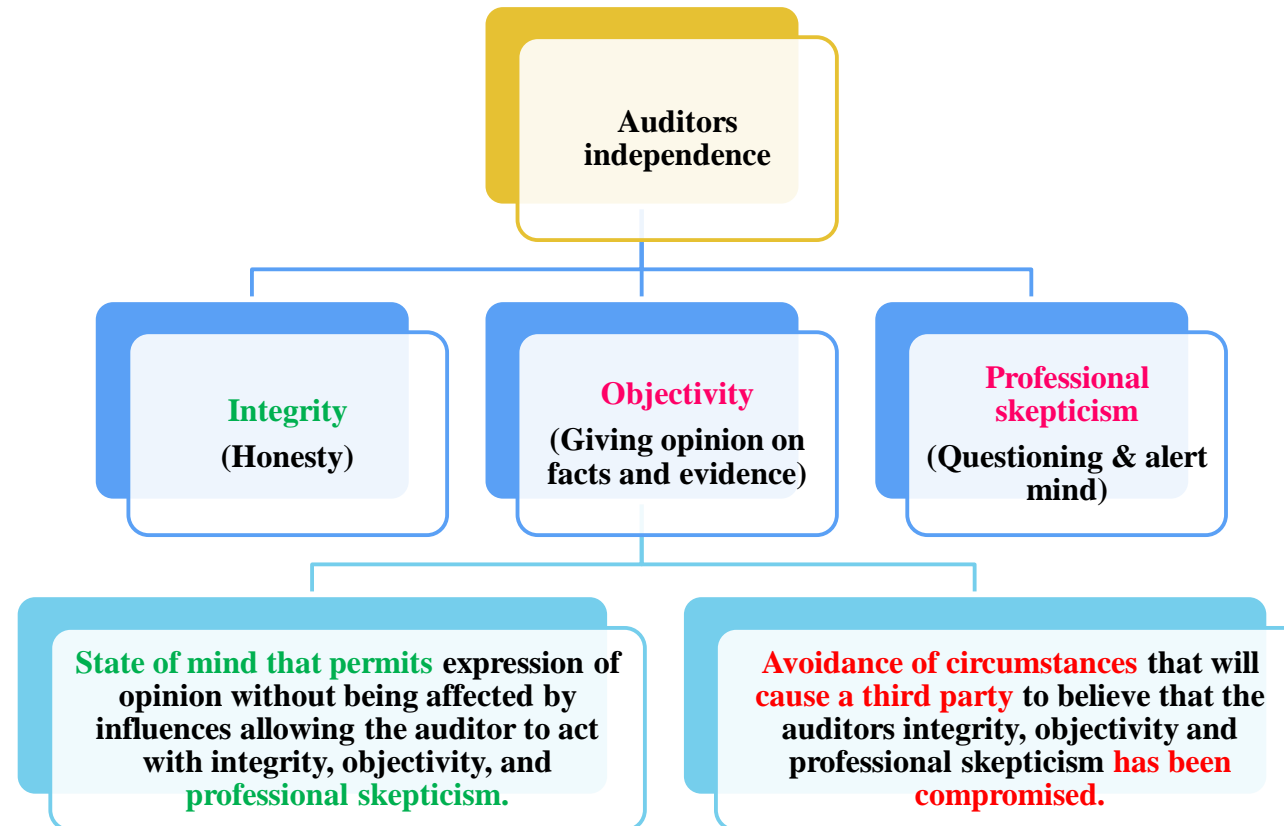 Auditors
independence
Integrity
(Honesty)
Objectivity
(Giving opinion on
facts and evidence)
Professional
skepticism
(Questioning & alert
mind)
State of mind that permits expression of
opinion without being affected by
influences allowing the auditor to act
with integrity, objectivity, and
professional skepticism.
Avoidance of circumstances that will
cause a third party to believe that the
auditors integrity, objectivity and
professional skepticism has been
compromised.